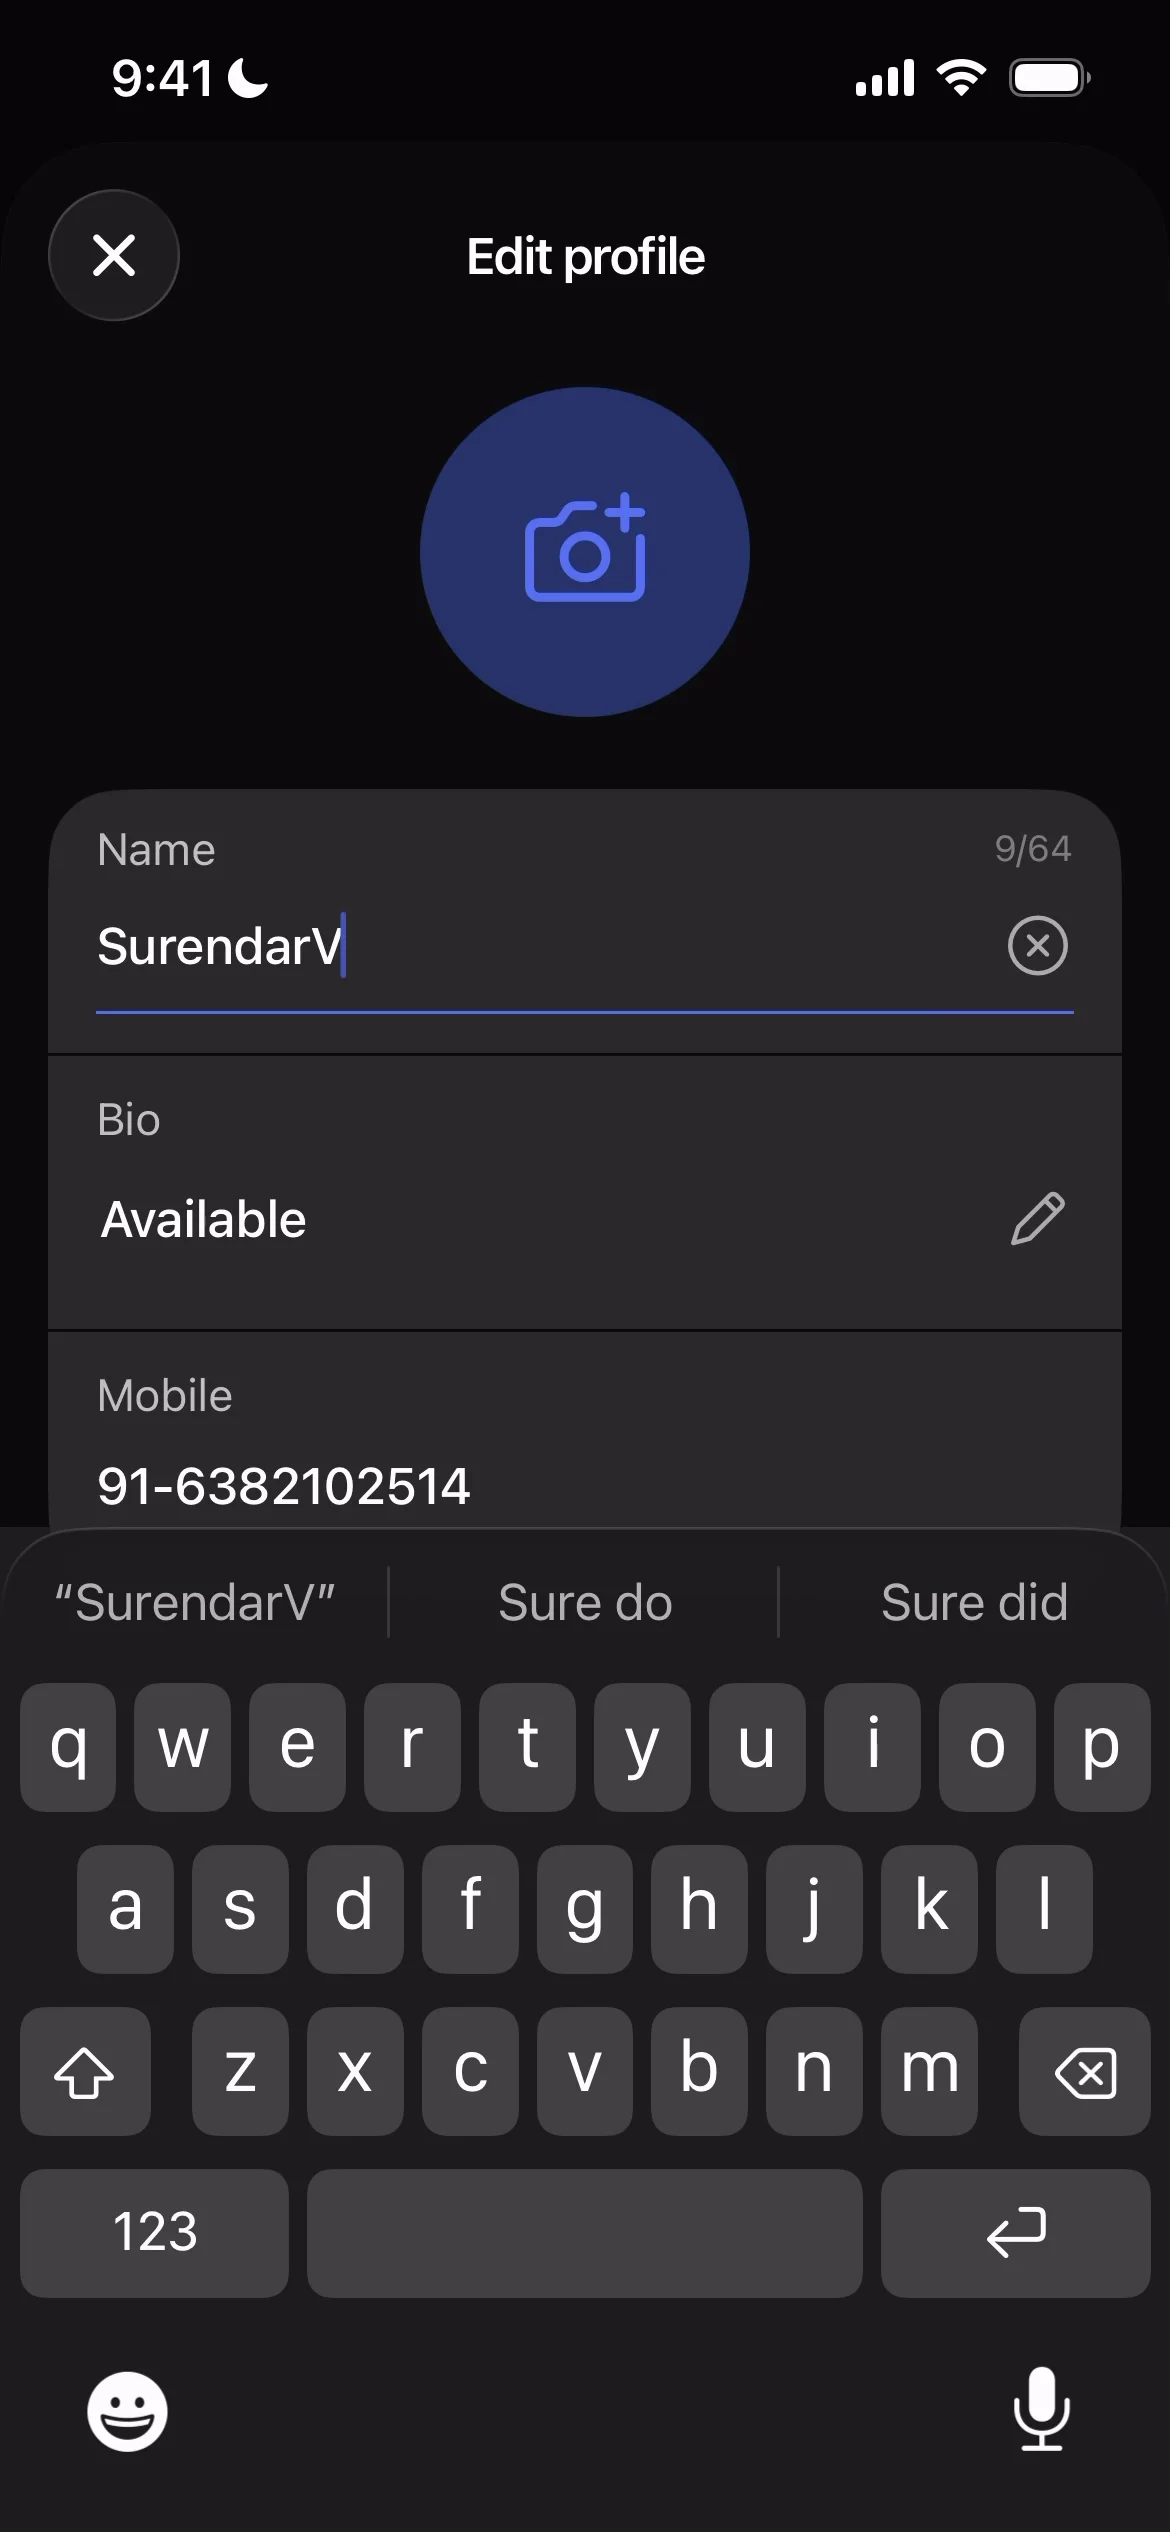 9:41
Edit profile
Name 9/64
SurendarV
Bio
Available
Mobile
91-6382102514
“SurendarV” Sure do Sure did
q w e r t y u i o p
a s d f g h j k l
z x c v b n m
123